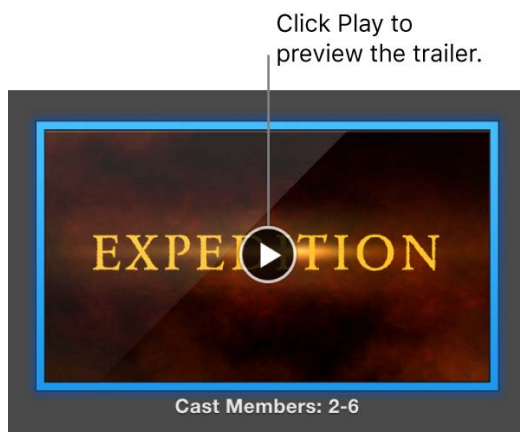 Click Play to
preview the trailer.
EXPEDITION
Cast Members: 2-6